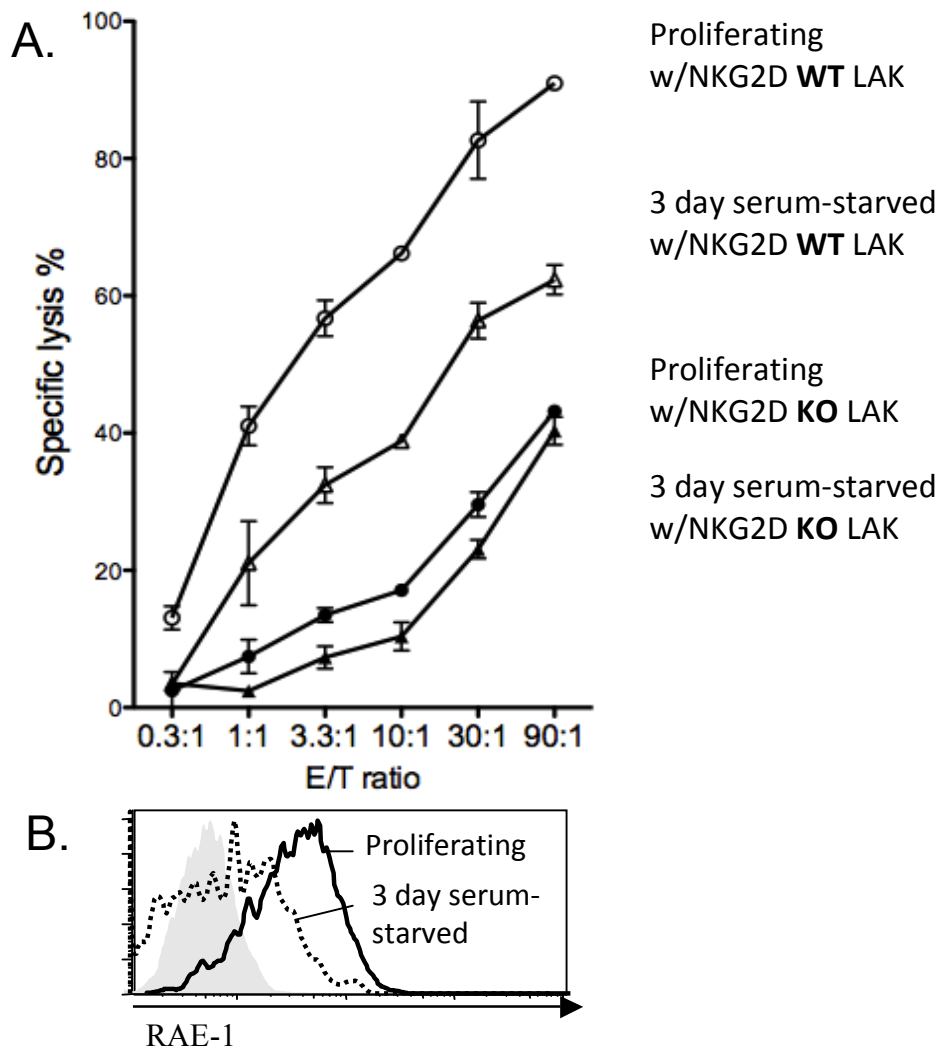 A.
100
80
60
40
20
0
Specific lysis %
0.3:1 1:1 3.3:1 10:1 30:1 90:1
E/T ratio
Proliferating
w/NKG2D WT LAK
3 day serum-starved
w/NKG2D WT LAK
Proliferating
w/NKG2D KO LAK
3 day serum-starved
w/NKG2D KO LAK
B.
Proliferating
3 day serum-
starved
RAE-1